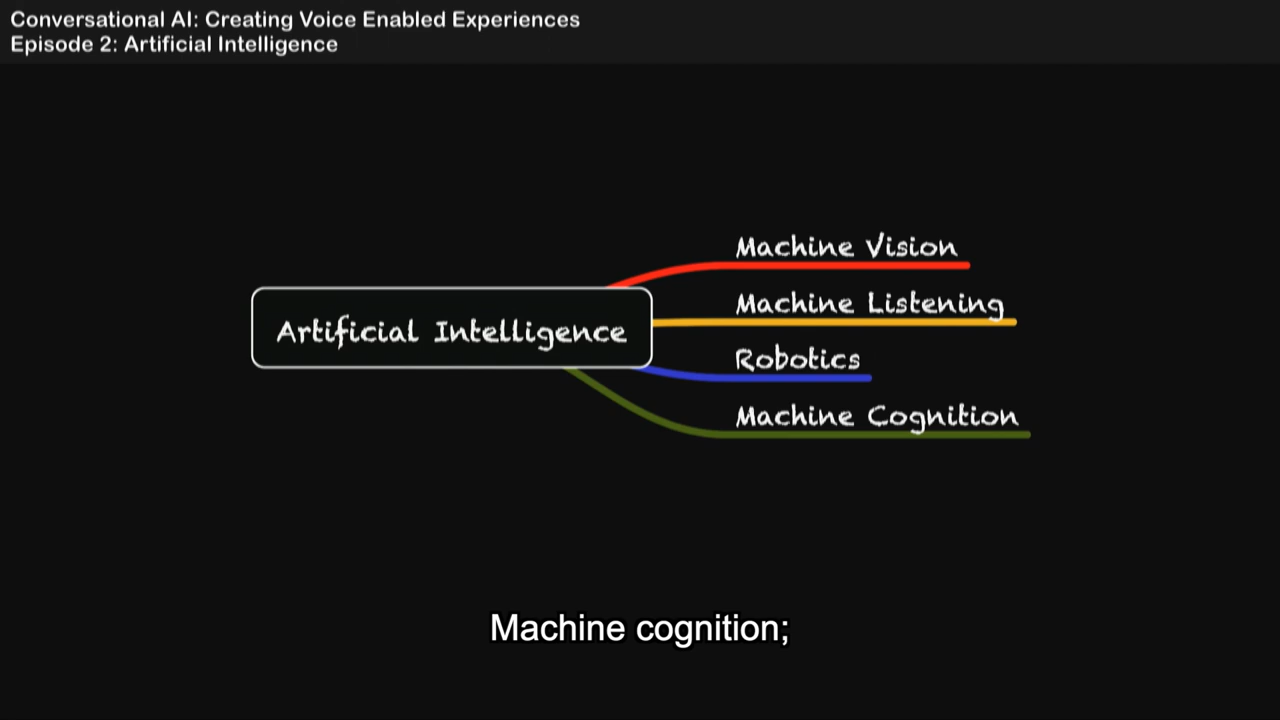 Conversational AI: Creating Voice Enabled Experiences
Episode 2: Artificial Intelligence
Machine Vision
Machine Listening
Artificial Intelligence
Robotics
Machine Cognition
Machine cognition;